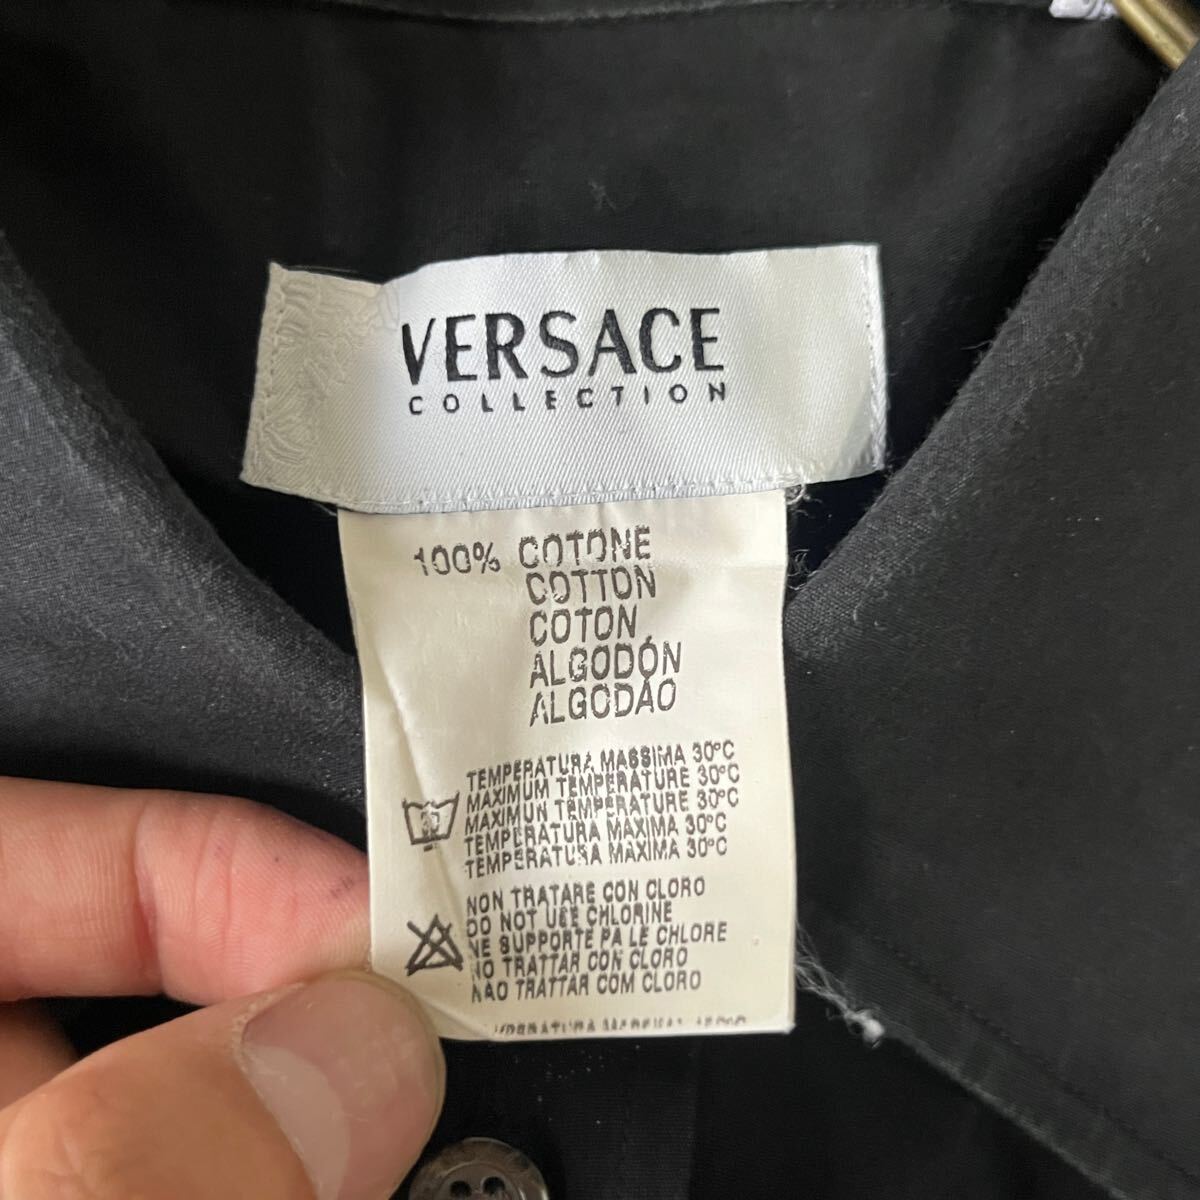 VERSACE
COLLECTION
100% COTONE
COTTON
COTON
ALGODÓN
ALGODÃO
TEMPERATURA MASSIMA 30°C
MAXIMUM TEMPERATURE 30°C
MAXIMUN TEMPERATURE 30°C
TEMPERATURA MAXIMA 30°C
TEMPERATURA MAXIMA 30°C
30
NON TRATARE CON CLORO
DO NOT USE CHLORINE
NE SUPPORTE PA LE CHLORE
NO TRATTAR CON CLORO
NAO TRATTAR COM CLORO